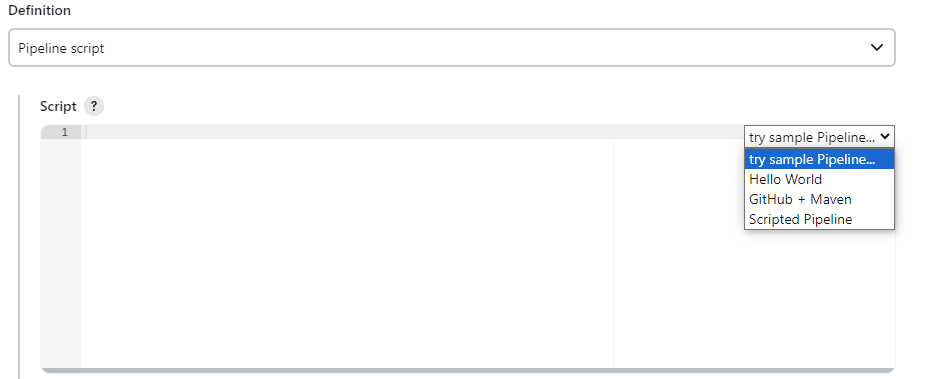 Definition
Pipeline script
Script ?
1
try sample Pipeline...
try sample Pipeline...
Hello World
GitHub + Maven
Scripted Pipeline